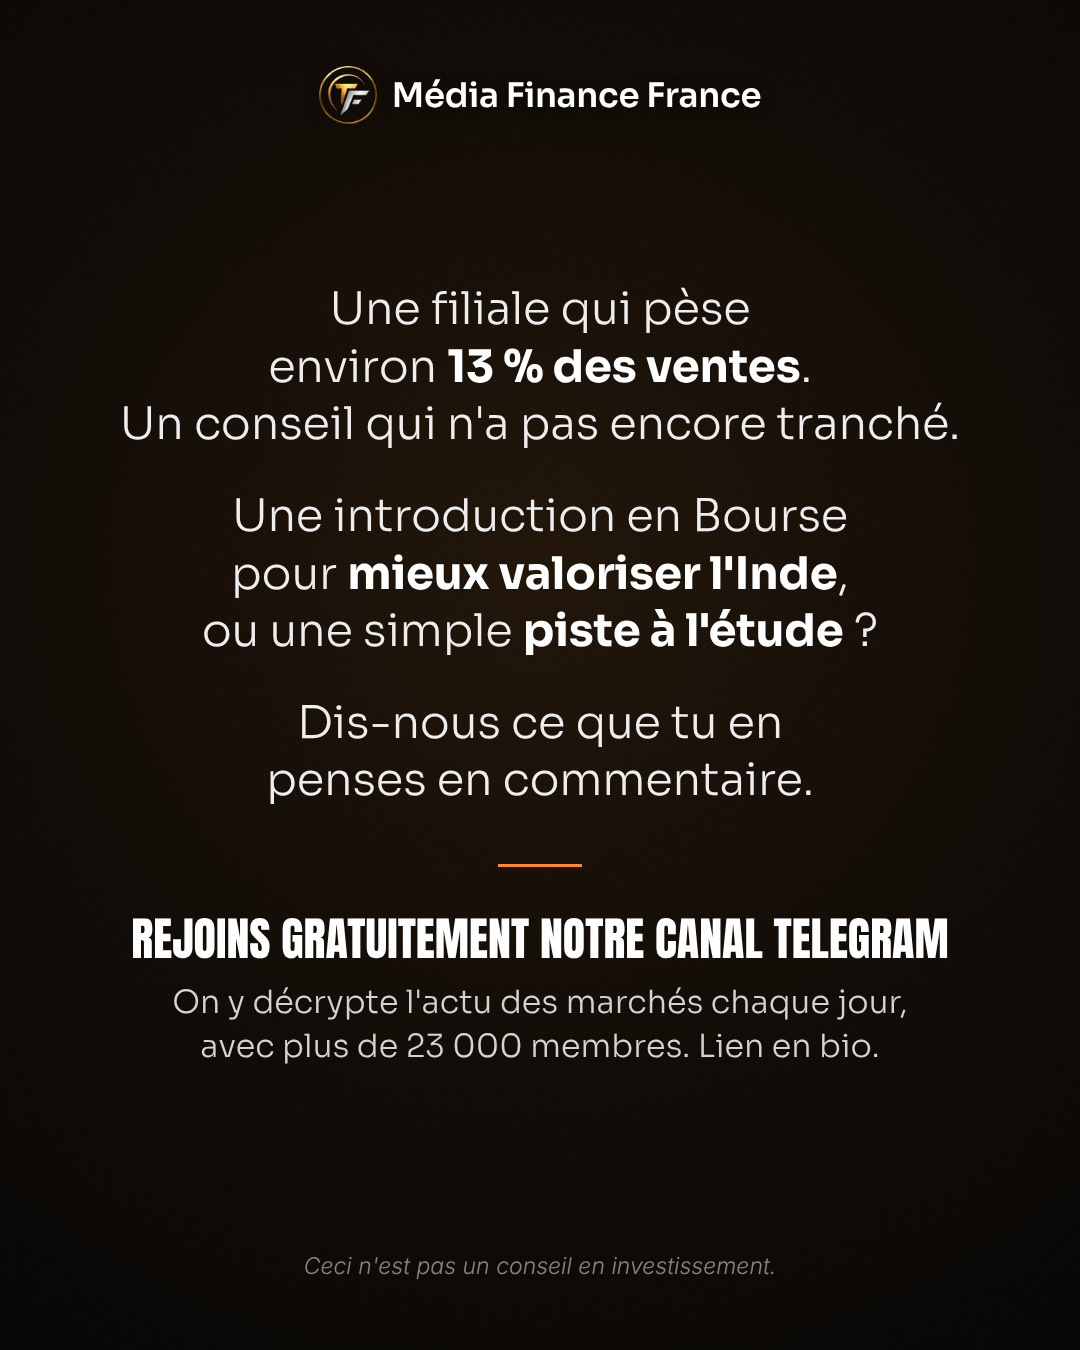 TF Média Finance France
Une filiale qui pèse
environ 13 % des ventes.
Un conseil qui n'a pas encore tranché.
Une introduction en Bourse
pour mieux valoriser l'Inde,
ou une simple piste à l'étude ?
Dis-nous ce que tu en
penses en commentaire.
REJOINS GRATUITEMENT NOTRE CANAL TELEGRAM
On y décrypte l'actu des marchés chaque jour,
avec plus de 23 000 membres. Lien en bio.
Ceci n'est pas un conseil en investissement.